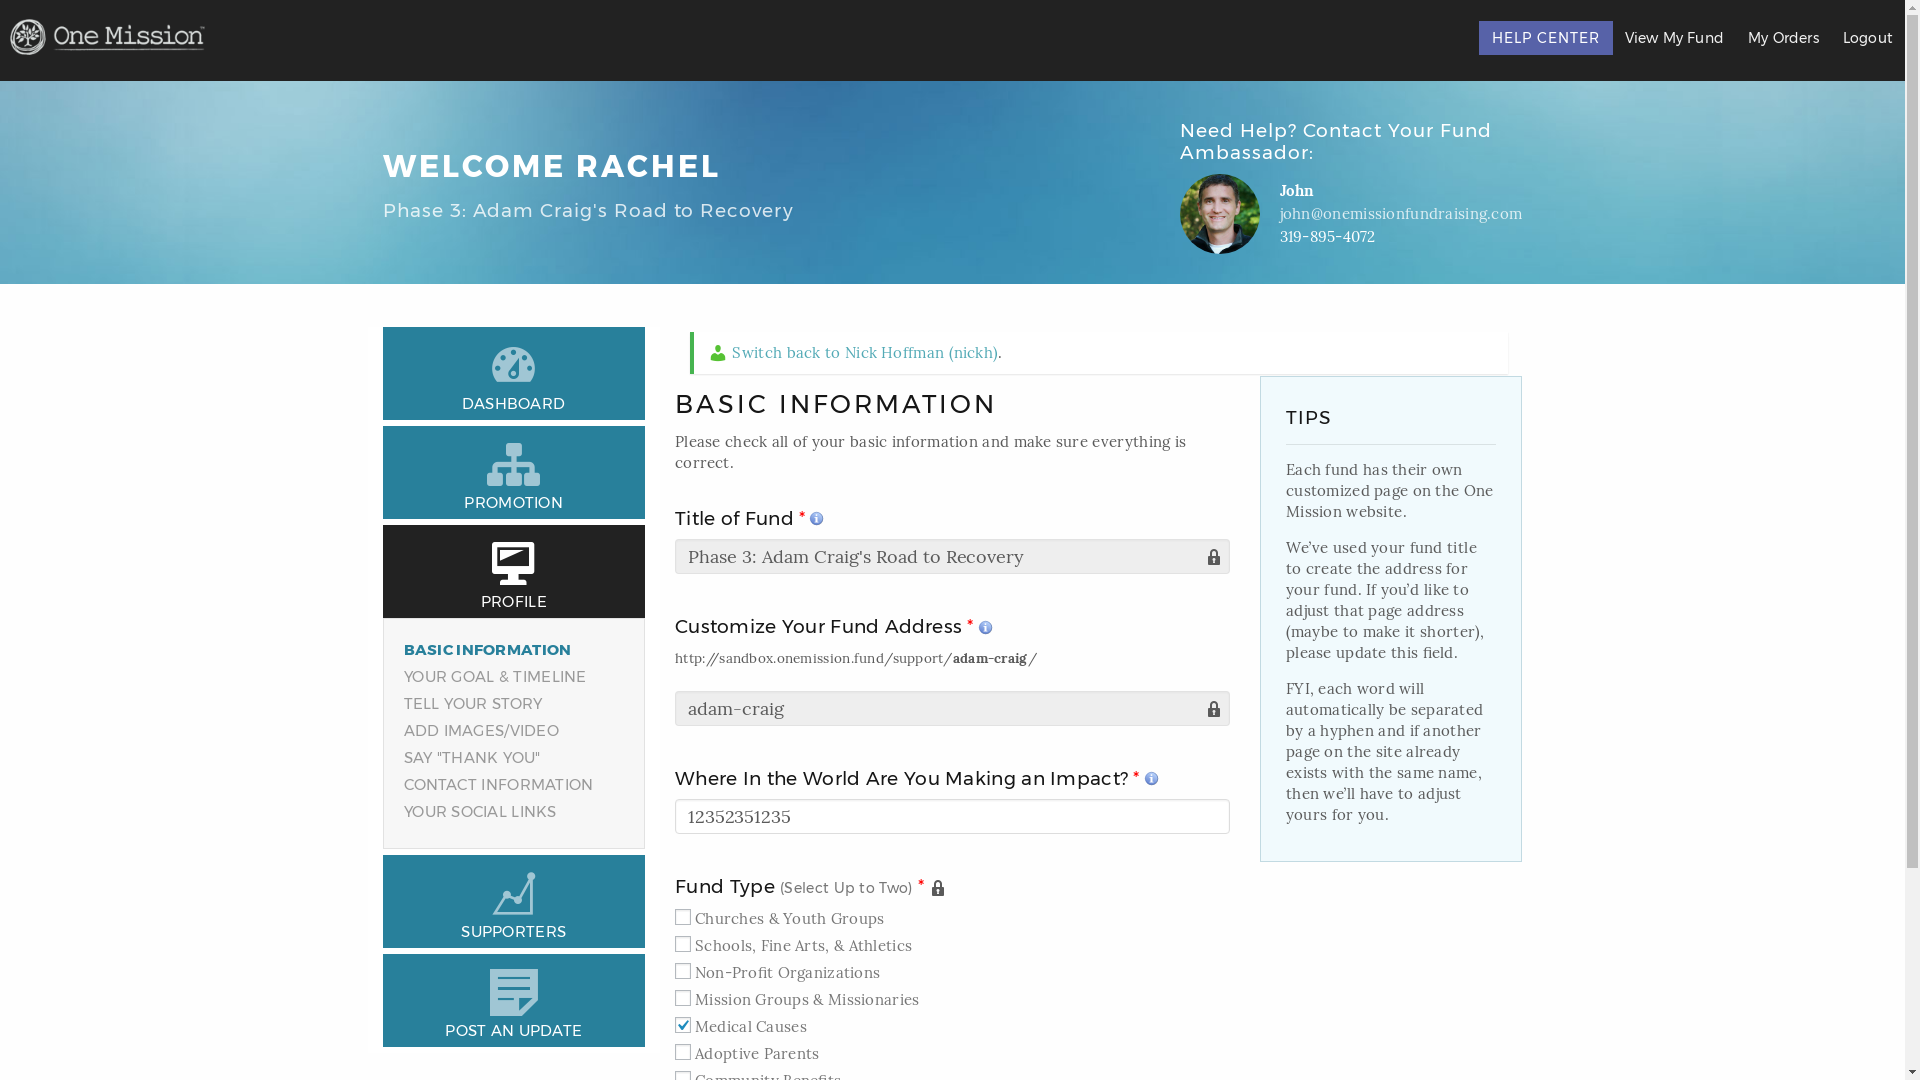 One Mission
HELP CENTER
View My Fund
My Orders
Logout
WELCOME RACHEL
Phase 3: Adam Craig's Road to Recovery
Need Help? Contact Your Fund
Ambassador:
John
john@onemissionfundraising.com
319-895-4072
DASHBOARD
PROMOTION
PROFILE
BASIC INFORMATION
YOUR GOAL & TIMELINE
TELL YOUR STORY
ADD IMAGES/VIDEO
SAY "THANK YOU"
CONTACT INFORMATION
YOUR SOCIAL LINKS
SUPPORTERS
POST AN UPDATE
Switch back to Nick Hoffman (nickh).
BASIC INFORMATION
Please check all of your basic information and make sure everything is
correct.
Title of Fund *
Phase 3: Adam Craig's Road to Recovery
Customize Your Fund Address *
http://sandbox.onemission.fund/support/adam-craig/
adam-craig
Where In the World Are You Making an Impact? *
12352351235
Fund Type (Select Up to Two) *
Churches & Youth Groups
Schools, Fine Arts, & Athletics
Non-Profit Organizations
Mission Groups & Missionaries
Medical Causes
Adoptive Parents
Community Benefits
TIPS
Each fund has their own
customized page on the One
Mission website.
We’ve used your fund title
to create the address for
your fund. If you’d like to
adjust that page address
(maybe to make it shorter),
please update this field.
FYI, each word will
automatically be separated
by a hyphen and if another
page on the site already
exists with the same name,
then we’ll have to adjust
yours for you.